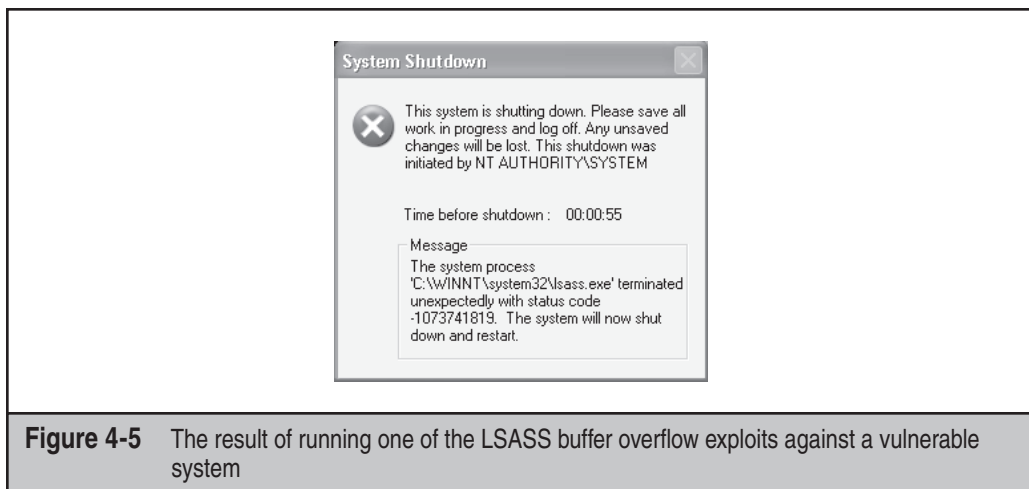 System Shutdown
This system is shutting down. Please save all
work in progress and log off. Any unsaved
changes will be lost. This shutdown was
initiated by NT AUTHORITY\SYSTEM
Time before shutdown : 00:00:55
Message
The system process
'C:\WINNT\system32\lsass.exe' terminated
unexpectedly with status code
-1073741819. The system will now shut
down and restart.
Figure 4-5 The result of running one of the LSASS buffer overflow exploits against a vulnerable
system